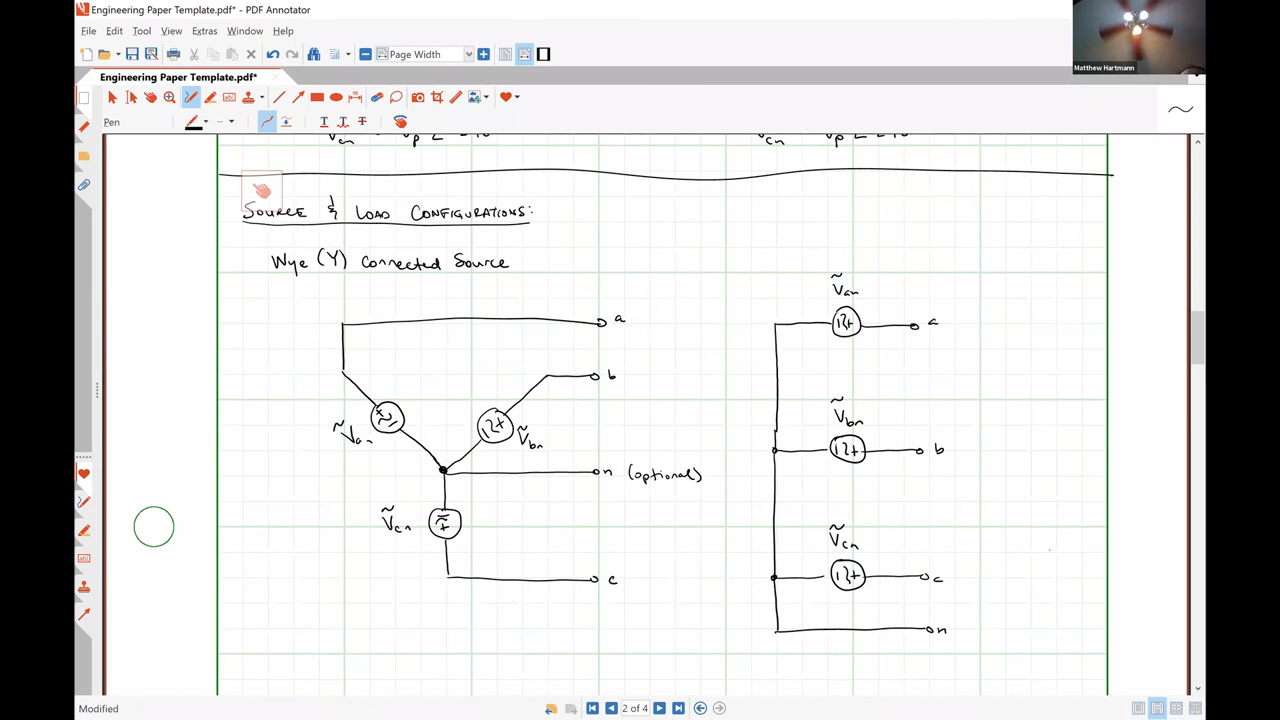 Engineering Paper Template.pdf* - PDF Annotator
Matthew Hartmann
File Edit Tool View Extras Window Help
Page Width
Engineering Paper Template.pdf*
Pen
SOURCE & LOAD CONFIGURATIONS:
Wye (Y) Connected Source
Ṽan
a
a
b
Ṽbn
Ṽan
Ṽbn
b
n (optional)
Ṽcn
Ṽcn
c
c
n
Modified
2 of 4